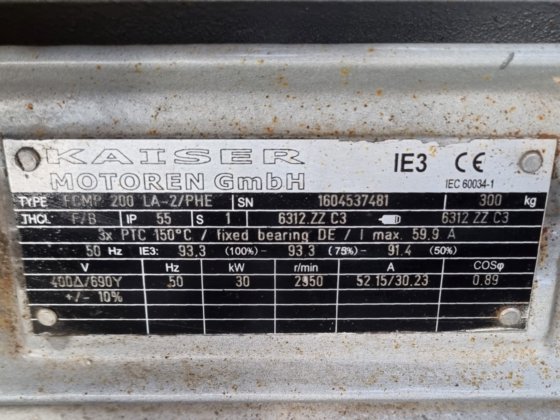 KAISER
MOTOREN GmbH
IE3 CE
IEC 60034-1
TYPE FCMP 200 LA-2/PHE SN 1604537481 300 kg
THCL F/B IP 55 S 1 6312.ZZ C3 6312 ZZ C3
3x PTC 150°C / fixed bearing DE / I max. 59,9 A
50 Hz IE3: 93,3 (100%) - 93.3 (75%) - 91.4 (50%)
V Hz kW r/min A COSφ
400Δ/690Y 50 30 2950 52.15/30.23 0.89
+/- 10%